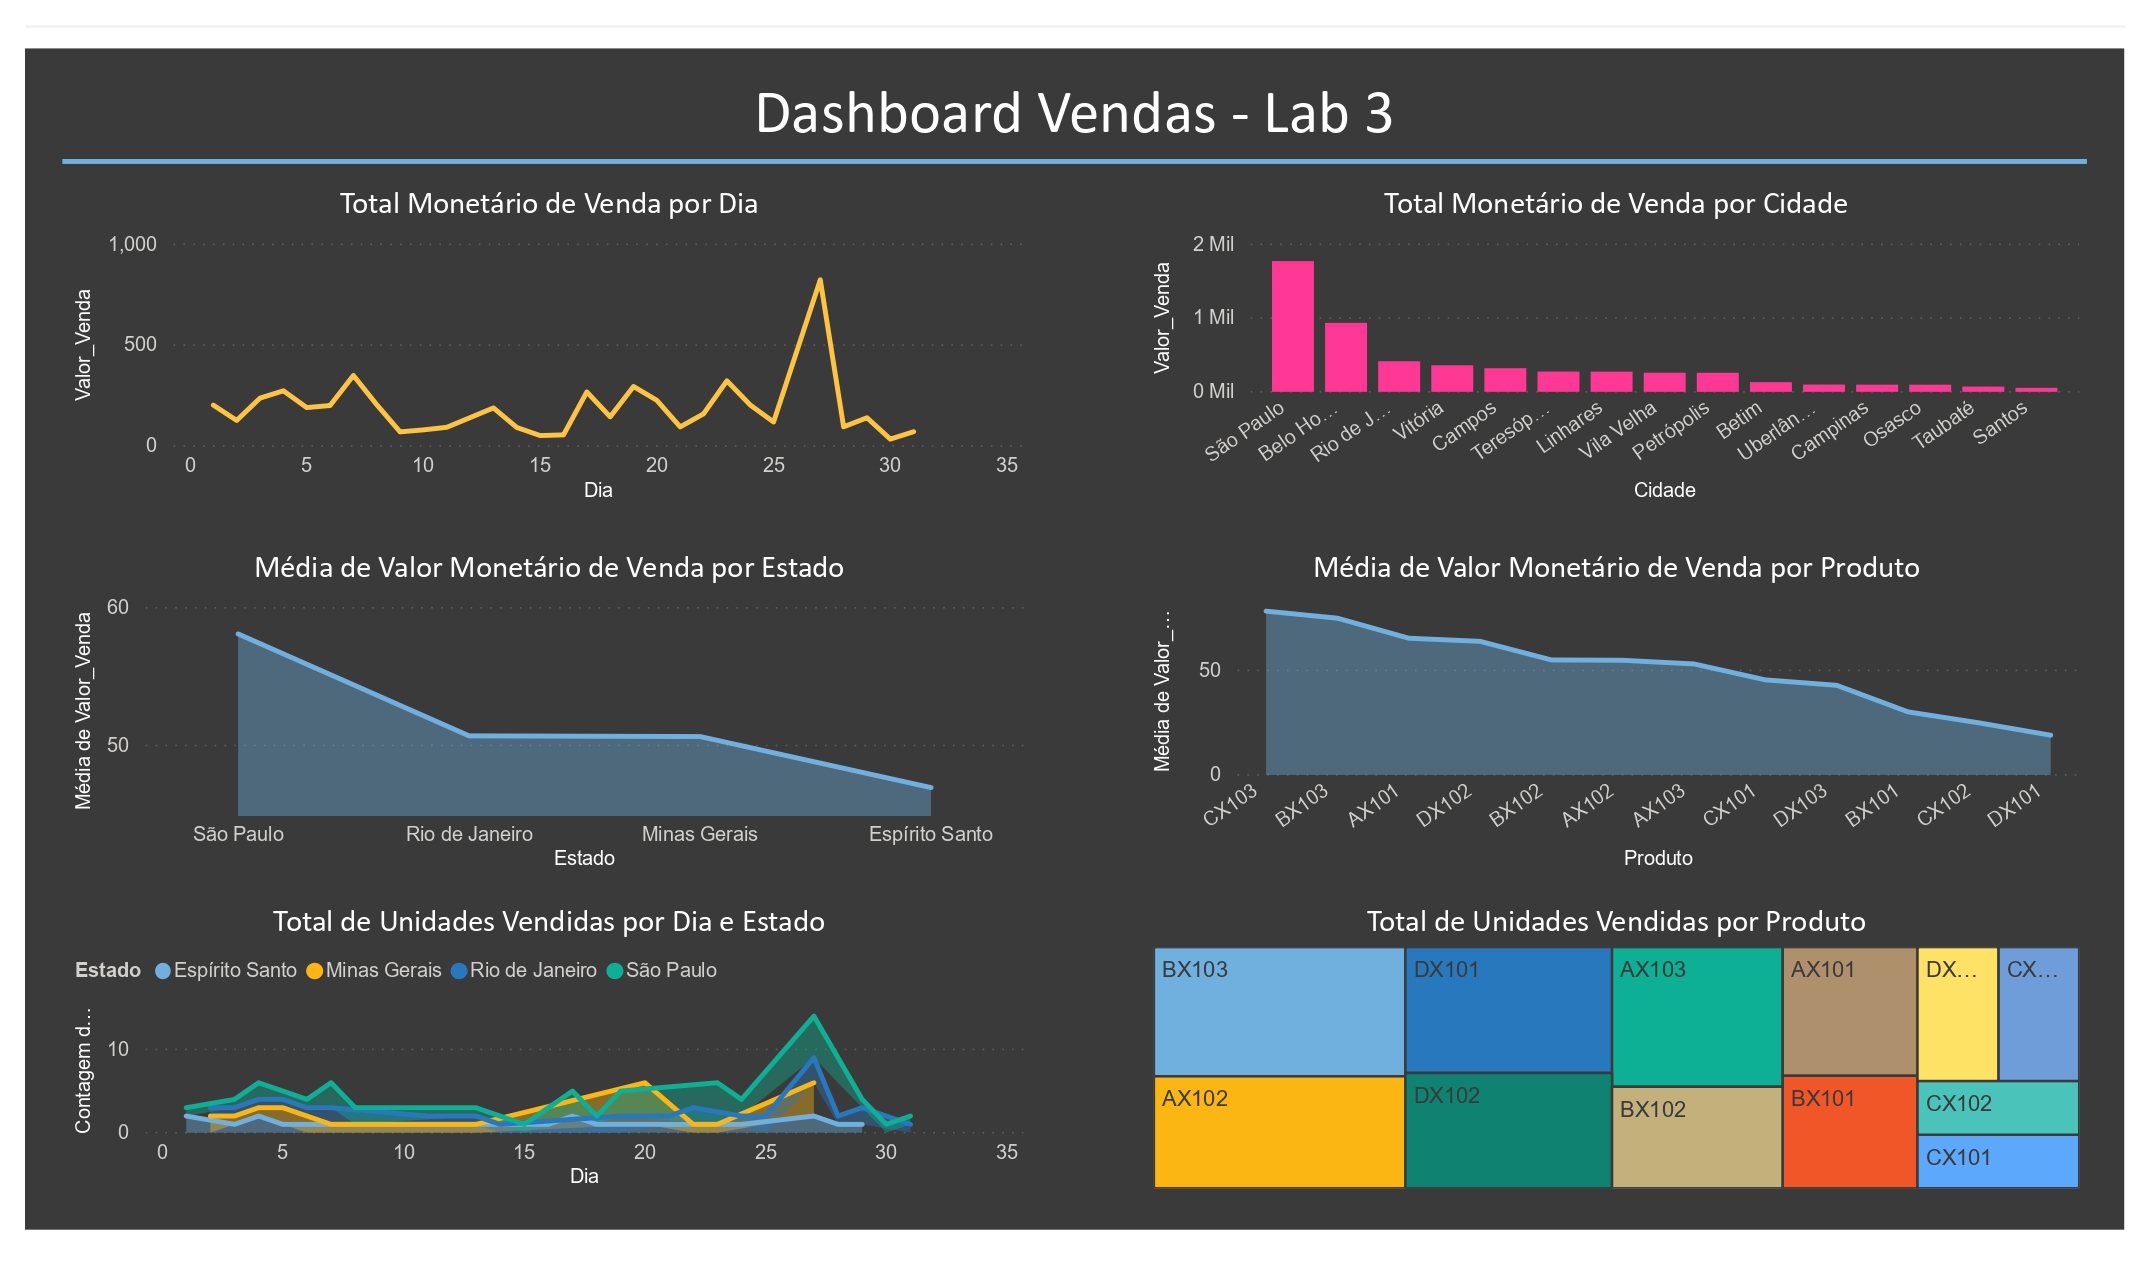 Dashboard Vendas - Lab 3
Total Monetário de Venda por Dia
Valor_Venda
1,000
500
0
0 5 10 15 20 25 30 35
Dia
Total Monetário de Venda por Cidade
Valor_Venda
2 Mil
1 Mil
0 Mil
São Paulo Belo Ho... Rio de J... Vitória Campos Teresóp... Linhares Vila Velha Petrópolis Betim Uberlân... Campinas Osasco Taubaté Santos
Cidade
Média de Valor Monetário de Venda por Estado
Média de Valor_Venda
60
50
São Paulo Rio de Janeiro Minas Gerais Espírito Santo
Estado
Média de Valor Monetário de Venda por Produto
Média de Valor_...
50
0
CX103 BX103 AX101 DX102 BX102 AX102 AX103 CX101 DX103 BX101 CX102 DX101
Produto
Total de Unidades Vendidas por Dia e Estado
Estado Espírito Santo Minas Gerais Rio de Janeiro São Paulo
Contagem d...
10
0
0 5 10 15 20 25 30 35
Dia
Total de Unidades Vendidas por Produto
BX103 DX101 AX103 AX101 DX... CX...
AX102 DX102 BX102 BX101 CX102
CX101